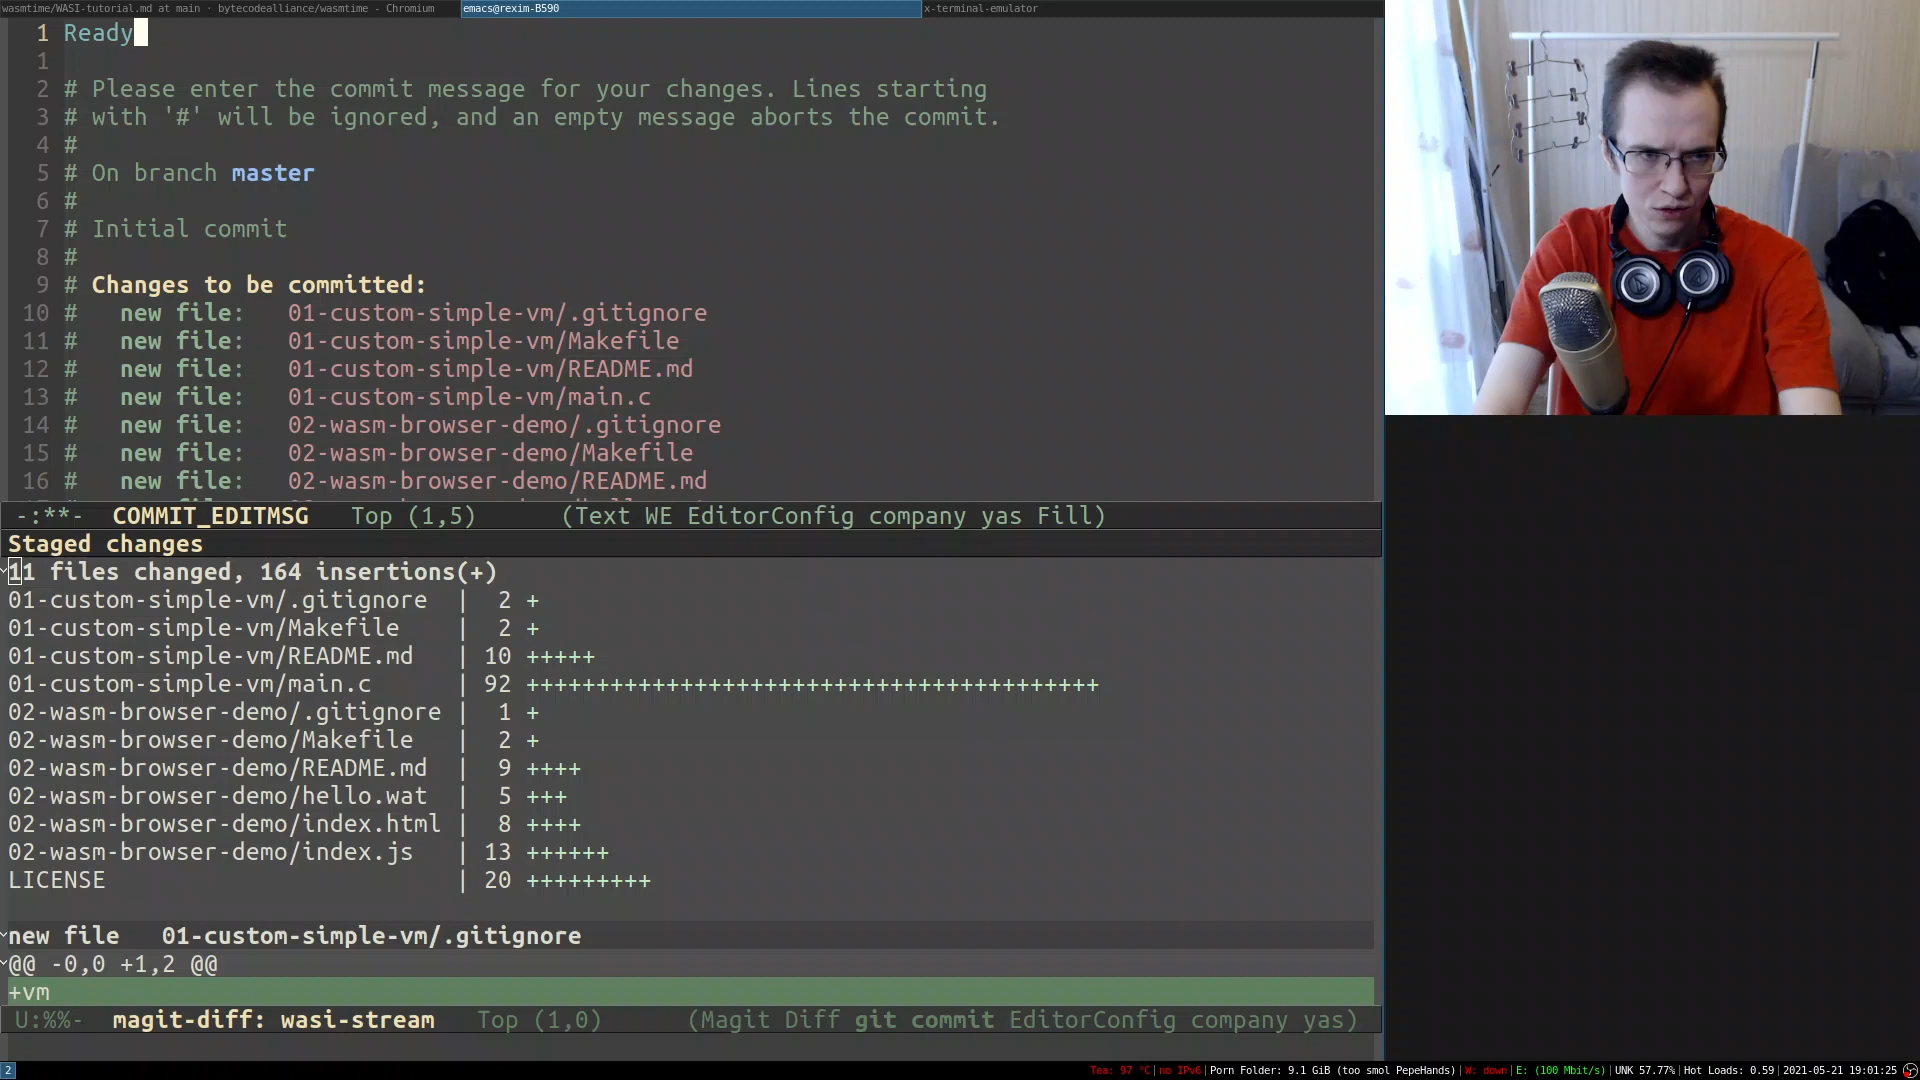 wasmtime/WASI-tutorial.md at main · bytecodealliance/wasmtime - Chromium
emacs@rexim-B590
x-terminal-emulator
1 Ready
1
2 # Please enter the commit message for your changes. Lines starting
3 # with '#' will be ignored, and an empty message aborts the commit.
4 #
5 # On branch master
6 #
7 # Initial commit
8 #
9 # Changes to be committed:
10 # new file: 01-custom-simple-vm/.gitignore
11 # new file: 01-custom-simple-vm/Makefile
12 # new file: 01-custom-simple-vm/README.md
13 # new file: 01-custom-simple-vm/main.c
14 # new file: 02-wasm-browser-demo/.gitignore
15 # new file: 02-wasm-browser-demo/Makefile
16 # new file: 02-wasm-browser-demo/README.md
-:**- COMMIT_EDITMSG Top (1,5) (Text WE EditorConfig company yas Fill)
Staged changes
11 files changed, 164 insertions(+)
01-custom-simple-vm/.gitignore | 2 +
01-custom-simple-vm/Makefile | 2 +
01-custom-simple-vm/README.md | 10 +++++
01-custom-simple-vm/main.c | 92 +++++++++++++++++++++++++++++++++++++++++
02-wasm-browser-demo/.gitignore | 1 +
02-wasm-browser-demo/Makefile | 2 +
02-wasm-browser-demo/README.md | 9 ++++
02-wasm-browser-demo/hello.wat | 5 +++
02-wasm-browser-demo/index.html | 8 ++++
02-wasm-browser-demo/index.js | 13 ++++++
LICENSE | 20 +++++++++
new file 01-custom-simple-vm/.gitignore
@@ -0,0 +1,2 @@
+vm
U:%%- magit-diff: wasi-stream Top (1,0) (Magit Diff git commit EditorConfig company yas)
2
Tea: 97 °C|no IPv6|Porn Folder: 9.1 GiB (too smol PepeHands)|W: down|E: (100 Mbit/s)|UNK 57.77%|Hot Loads: 0.59|2021-05-21 19:01:25